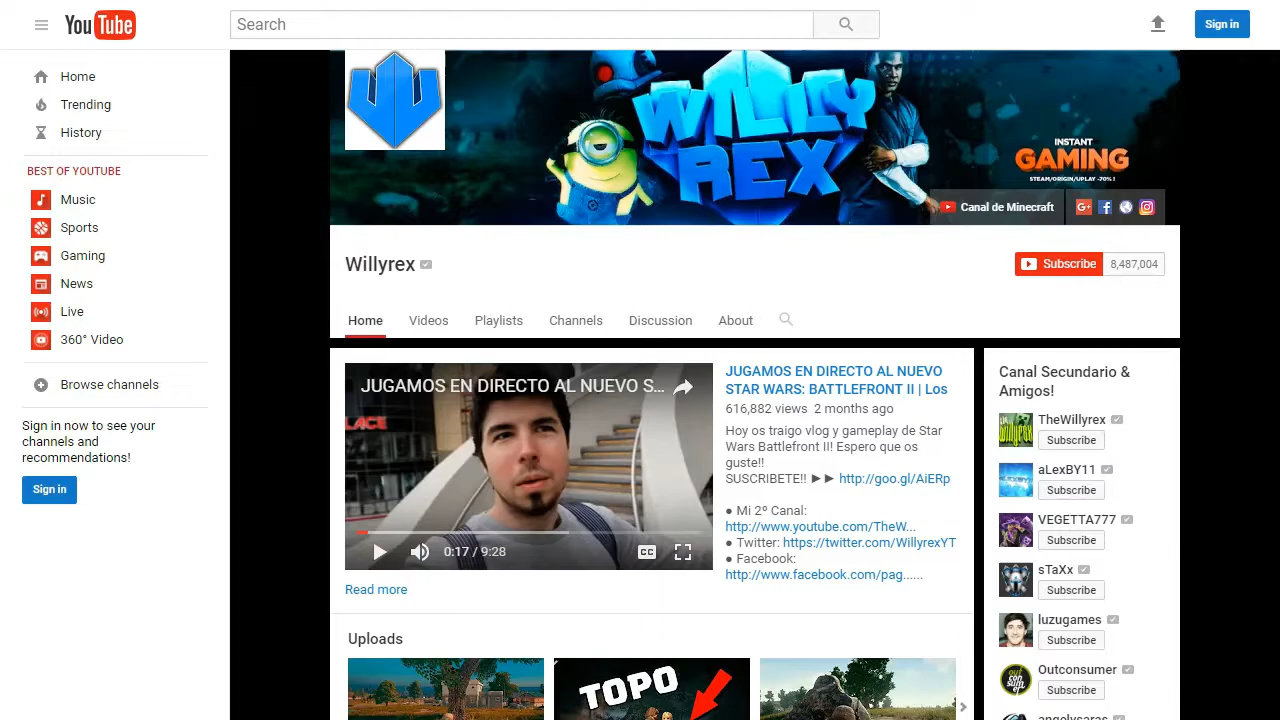 YouTube
Search
Sign in
Home
Trending
History
BEST OF YOUTUBE
Music
Sports
Gaming
News
Live
360° Video
Browse channels
Sign in now to see your
channels and
recommendations!
Sign in
WILLY
REX
INSTANT
GAMING
STEAM/ORIGIN/UPLAY -70% !
Canal de Minecraft
Willyrex
Subscribe 8,487,004
Home Videos Playlists Channels Discussion About
JUGAMOS EN DIRECTO AL NUEVO S...
LACE
0:17 / 9:28
CC
JUGAMOS EN DIRECTO AL NUEVO
STAR WARS: BATTLEFRONT II | Los
616,882 views 2 months ago
Hoy os traigo vlog y gameplay de Star
Wars Battlefront II! Espero que os
guste!!
SUSCRIBETE!! ►► http://goo.gl/AiERp
● Mi 2º Canal:
http://www.youtube.com/TheW...
● Twitter: https://twitter.com/WillyrexYT
● Facebook:
http://www.facebook.com/pag......
Read more
Uploads
TOPO
Canal Secundario &
Amigos!
TheWillyrex
Subscribe
aLexBY11
Subscribe
VEGETTA777
Subscribe
sTaXx
Subscribe
luzugames
Subscribe
Outconsumer
Subscribe
angelysaras